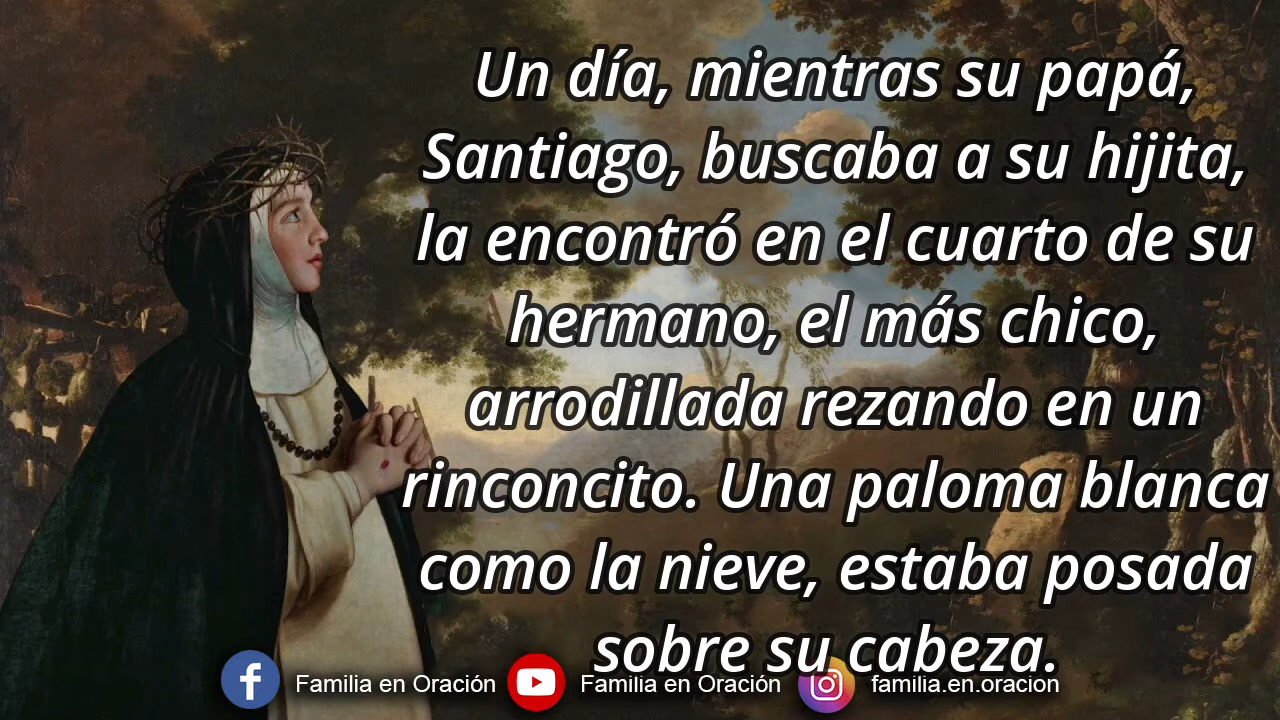 Un día, mientras su papá,
Santiago, buscaba a su hijita,
la encontró en el cuarto de su
hermano, el más chico,
arrodillada rezando en un
rinconcito. Una paloma blanca
como la nieve, estaba posada
sobre su cabeza.
Familia en Oración
Familia en Oración
familia.en.oracion